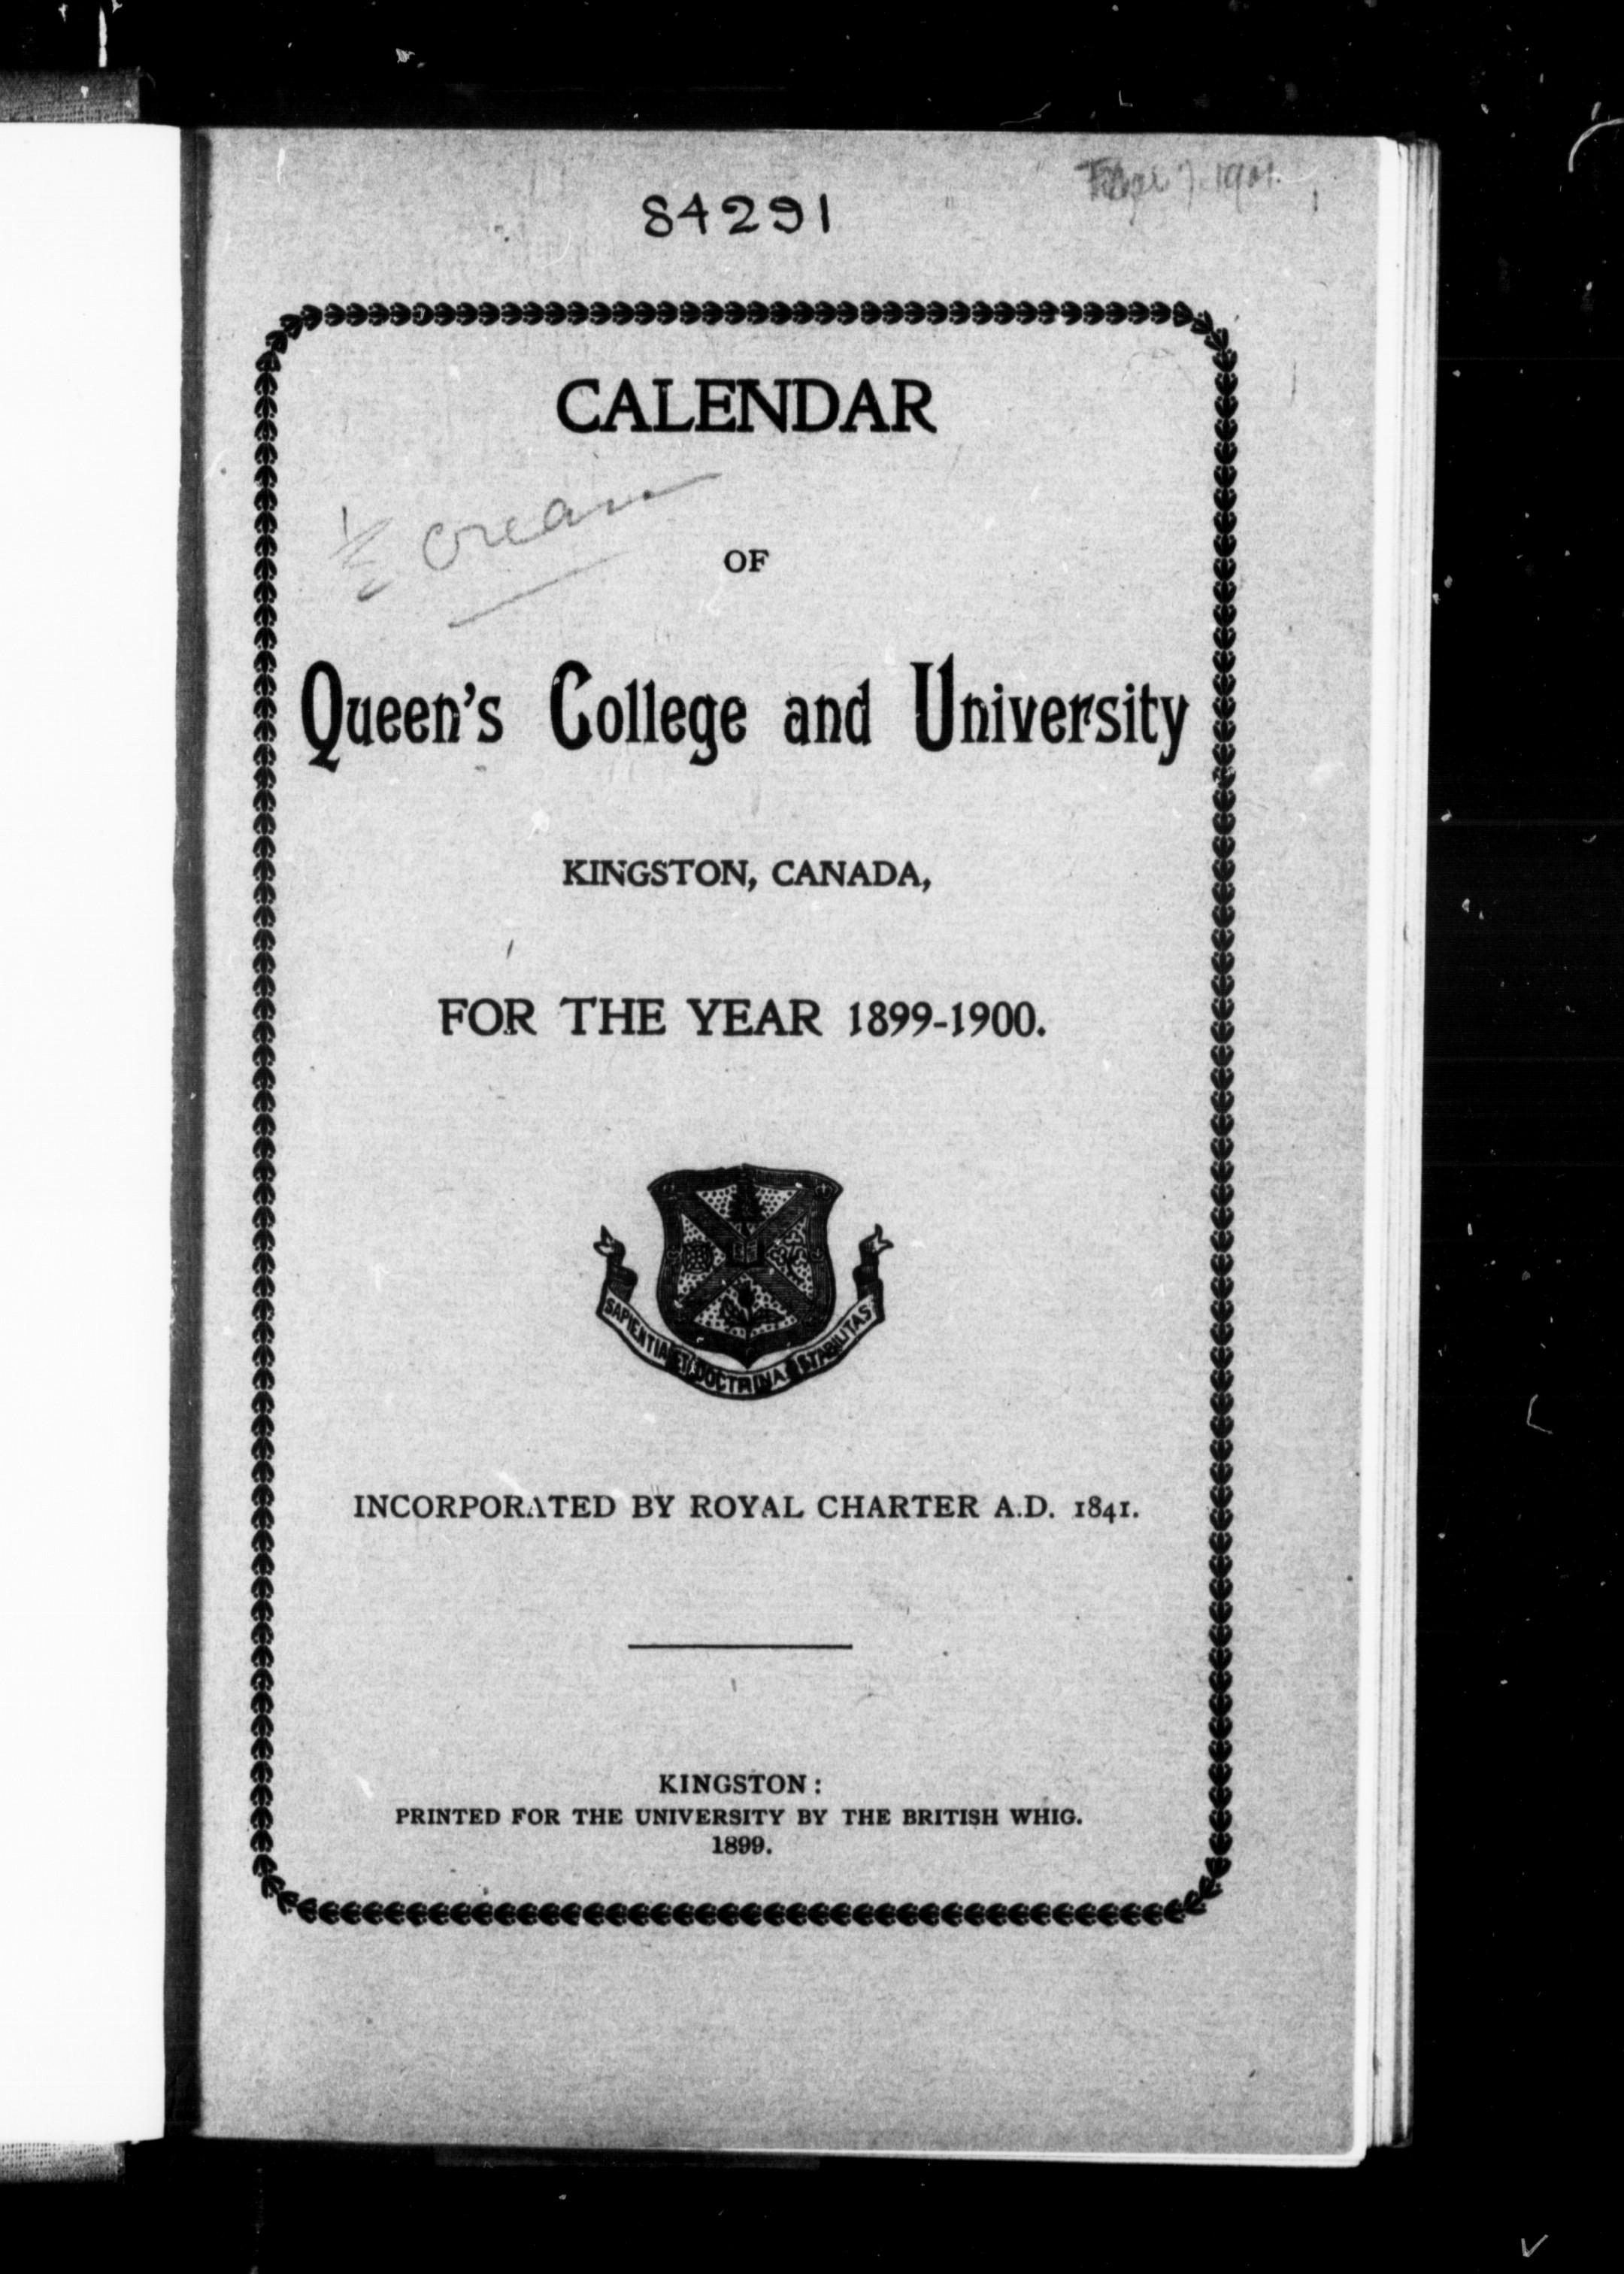 84291
CALENDAR
cream
OF
Queen's College and University
KINGSTON, CANADA,
FOR THE YEAR 1899-1900.
SAPIENTIA ET DOCTRINA STABILITAS
INCORPORATED BY ROYAL CHARTER A.D. 1841.
KINGSTON:
PRINTED FOR THE UNIVERSITY BY THE BRITISH WHIG.
1899.